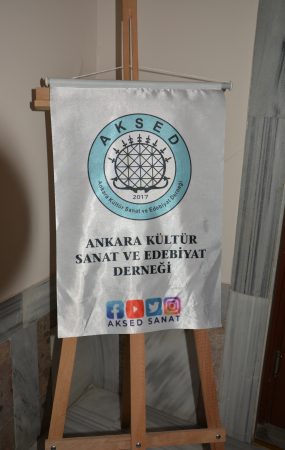 AKSED
2017
Ankara Kültür Sanat ve Edebiyat Derneği
ANKARA KÜLTÜR
SANAT VE EDEBİYAT
DERNEĞİ
AKSED SANAT